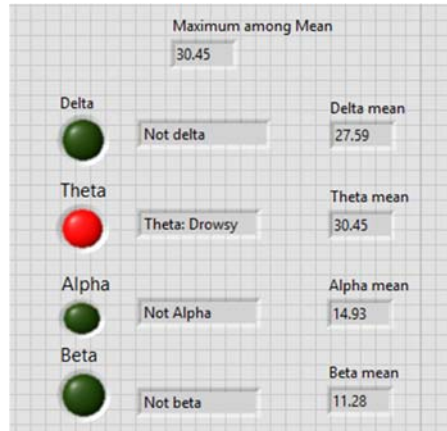 Maximum among Mean
30.45
Delta
Delta mean
Not delta
27.59
Theta
Theta mean
Theta: Drowsy
30.45
Alpha
Alpha mean
Not Alpha
14.93
Beta
Beta mean
Not beta
11.28